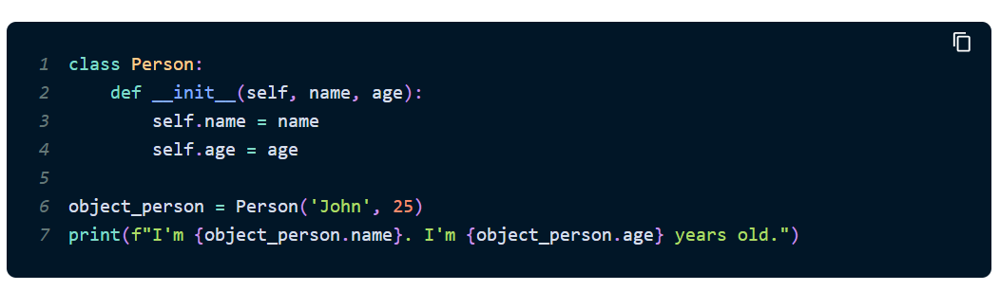 1 class Person:
2     def __init__(self, name, age):
3         self.name = name
4         self.age = age
5
6 object_person = Person('John', 25)
7 print(f"I'm {object_person.name}. I'm {object_person.age} years old.")